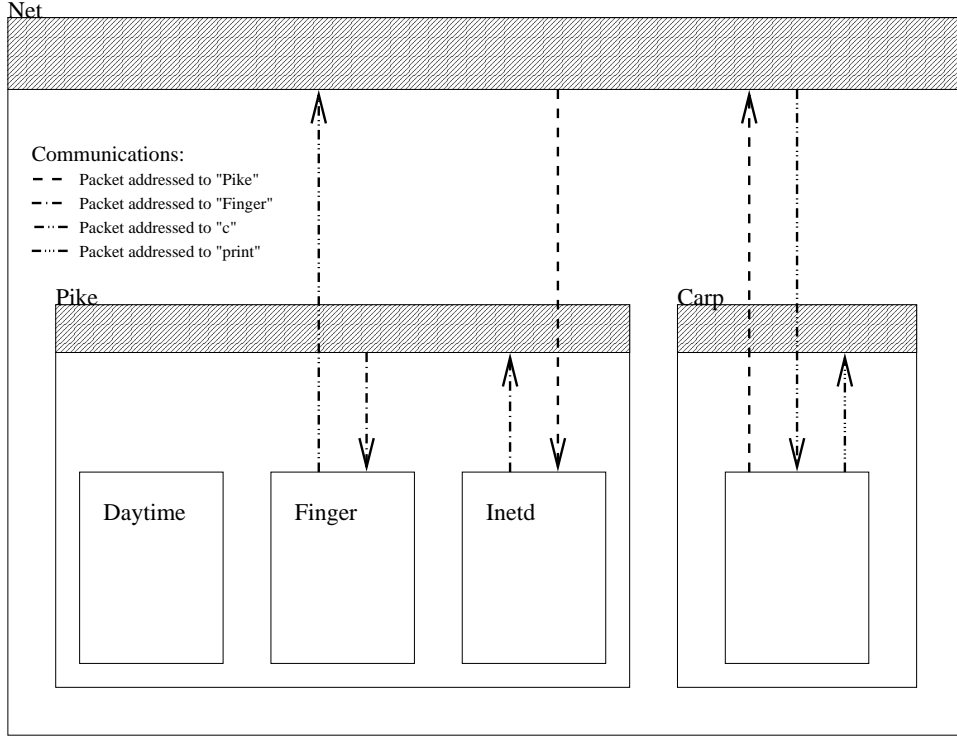 Net
Communications:
Packet addressed to "Pike"
Packet addressed to "Finger"
Packet addressed to "c"
Packet addressed to "print"
Pike
Carp
Daytime
Finger
Inetd